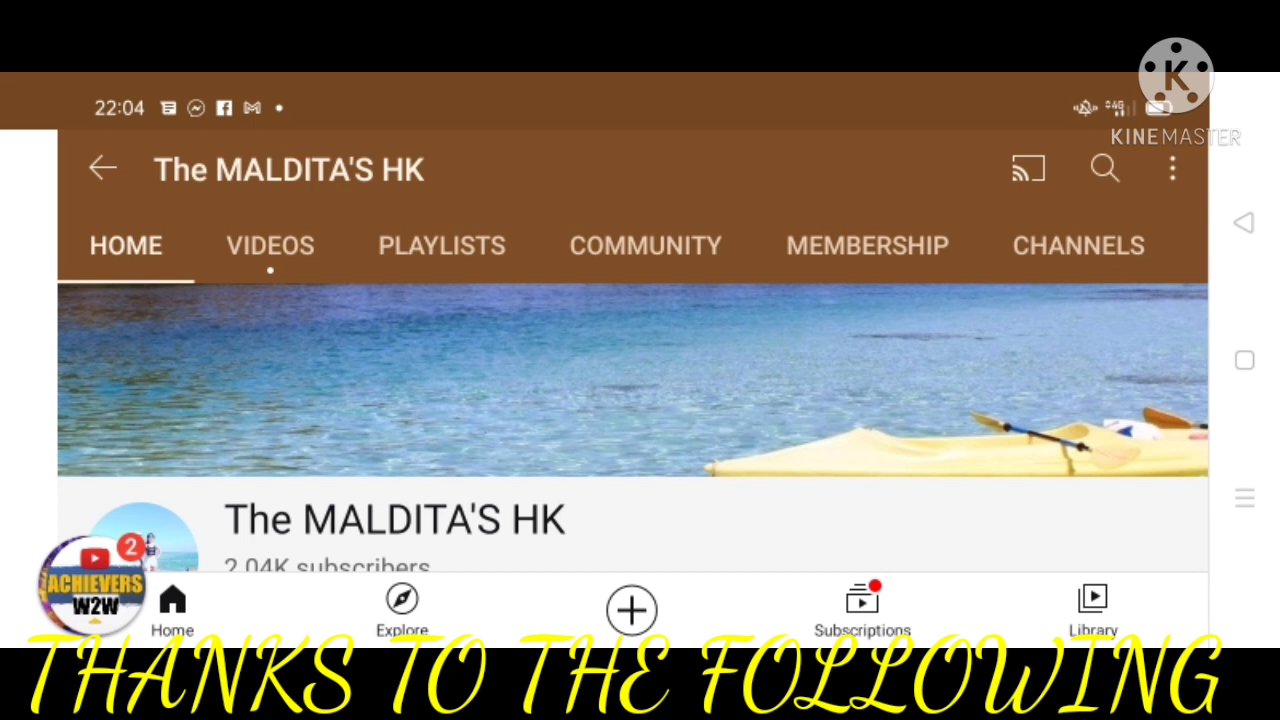 22:04
4G
K
KINEMASTER
The MALDITA'S HK
HOME VIDEOS PLAYLISTS COMMUNITY MEMBERSHIP CHANNELS
The MALDITA'S HK
2.04K subscribers
2
ACHIEVERS
W2W
Home Explore Subscriptions Library
THANKS TO THE FOLLOWING